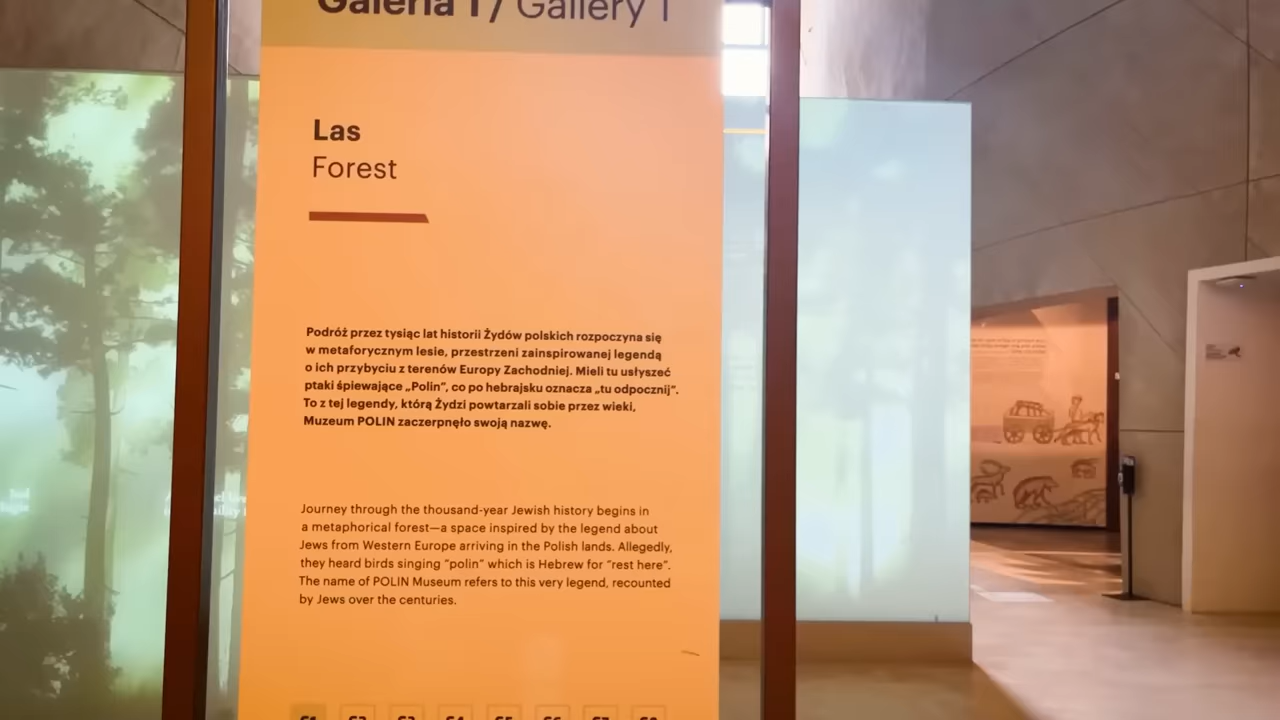 Galeria 1 / Gallery 1
Las
Forest
Podróż przez tysiąc lat historii Żydów polskich rozpoczyna się
w metaforycznym lesie, przestrzeni zainspirowanej legendą
o ich przybyciu z terenów Europy Zachodniej. Mieli tu usłyszeć
ptaki śpiewające „Polin”, co po hebrajsku oznacza „tu odpocznij”.
To z tej legendy, którą Żydzi powtarzali sobie przez wieki,
Muzeum POLIN zaczerpnęło swoją nazwę.
Journey through the thousand-year Jewish history begins in
a metaphorical forest—a space inspired by the legend about
Jews from Western Europe arriving in the Polish lands. Allegedly,
they heard birds singing “polin” which is Hebrew for “rest here”.
The name of POLIN Museum refers to this very legend, recounted
by Jews over the centuries.